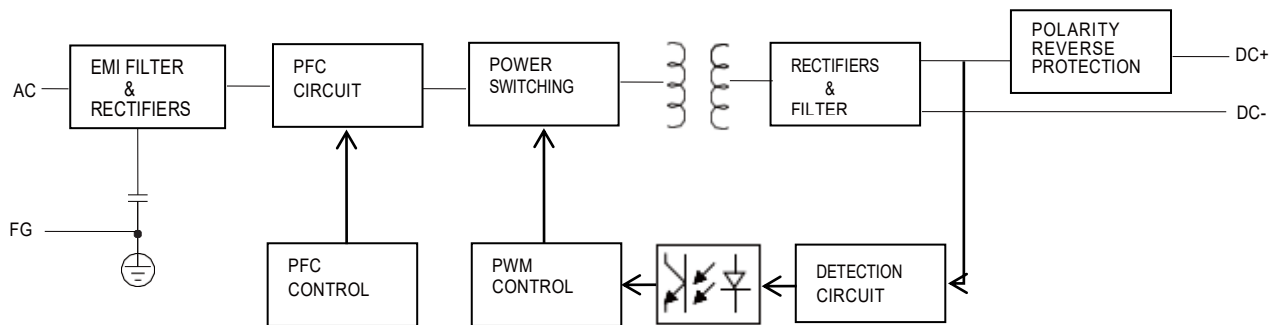 POLARITY
REVERSE
PROTECTION
DC+
EMI FILTER
&
RECTIFIERS
PFC
CIRCUIT
POWER
SWITCHING
RECTIFIERS
&
FILTER
AC
DC-
FG
PFC
CONTROL
PWM
CONTROL
DETECTION
CIRCUIT